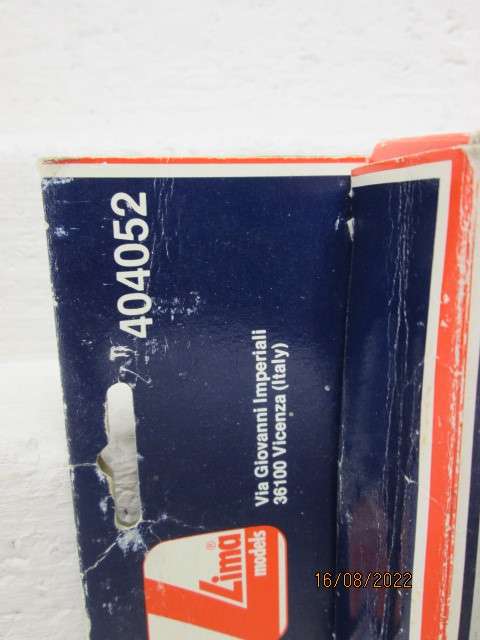 404052
Via Giovanni Imperiali
36100 Vicenza (Italy)
Lima®
models
16/08/2022